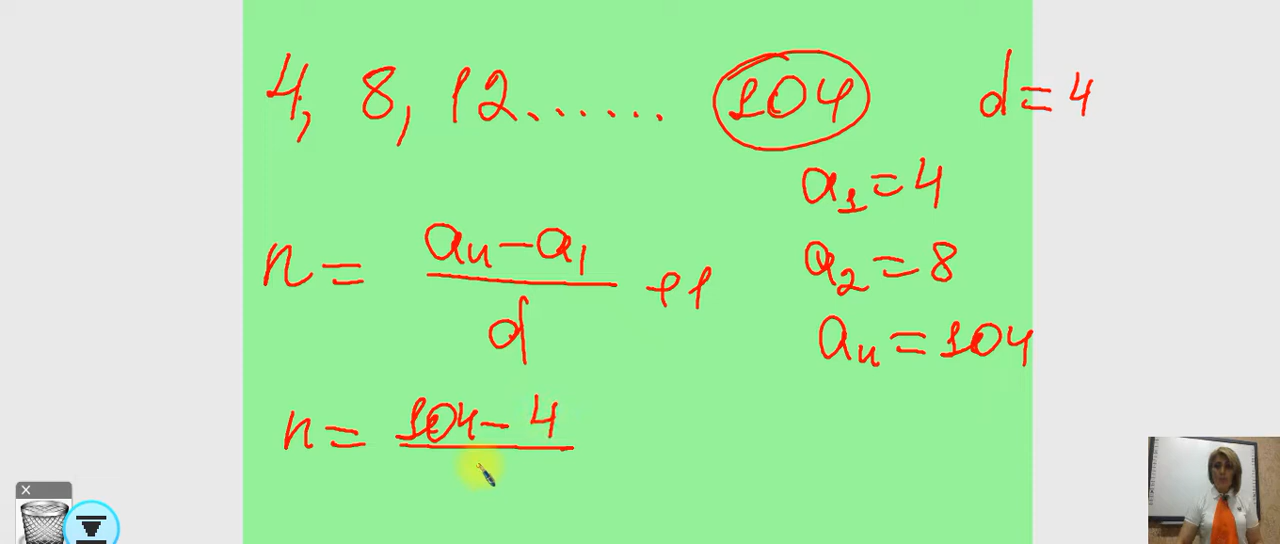 4, 8, 12...... 104 d = 4
a₁ = 4
n = (aₙ - a₁) / d + 1
a₂ = 8
aₙ = 104
n = 104 - 4